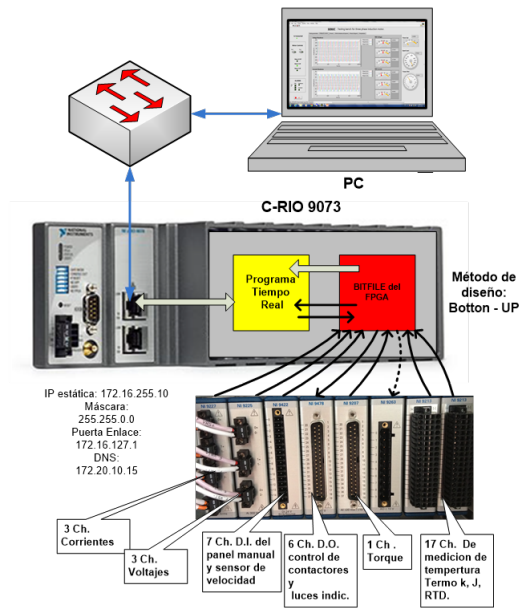 PC
C-RIO 9073
NATIONAL
INSTRUMENTS
Programa
Tiempo
Real
BITFILE del
FPGA
Método de
diseño:
Botton - UP
IP estática: 172.16.255.10
Máscara:
255.255.0.0
Puerta Enlace:
172.16.127.1
DNS:
172.20.10.15
3 Ch.
Corrientes
3 Ch.
Voltajes
7 Ch. D.I. del
panel manual
y sensor de
velocidad
6 Ch. D.O.
control de
contactores
y
luces indic.
1 Ch .
Torque
17 Ch. De
medicion de
tempertura
Termo k, J,
RTD.